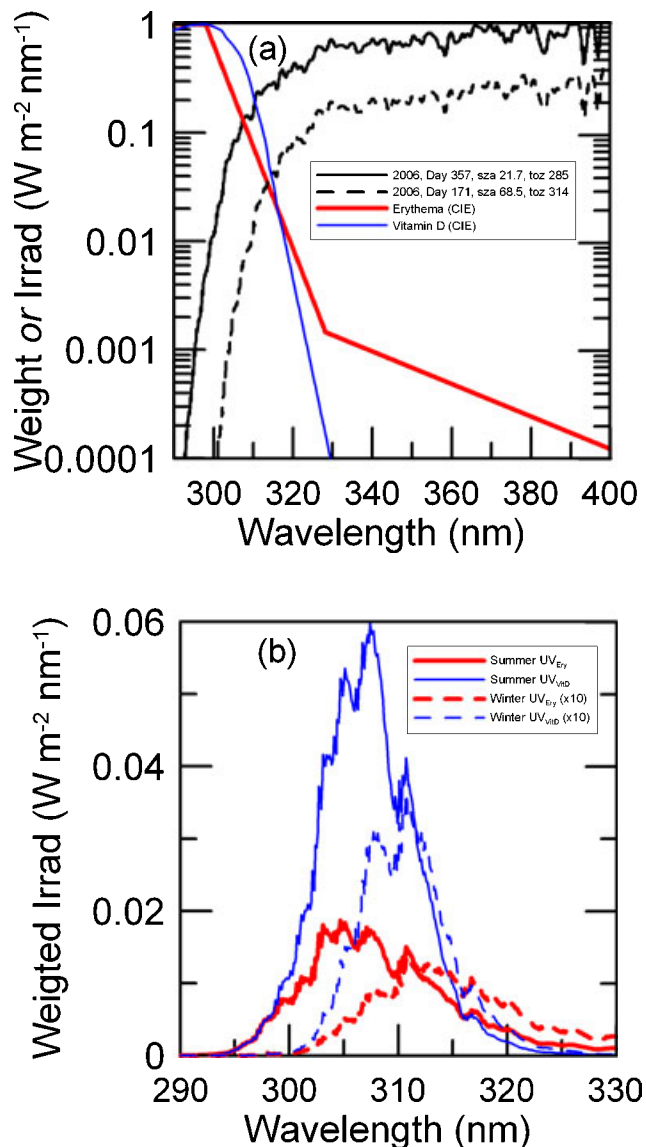 (a)
Weight or Irrad (W m-2 nm-1)
1
0.1
0.01
0.001
0.0001
2006, Day 357, sza 21.7, toz 285
2006, Day 171, sza 68.5, toz 314
Erythema (CIE)
Vitamin D (CIE)
300 320 340 360 380 400
Wavelength (nm)
(b)
Weigted Irrad (W m-2 nm-1)
0.06
0.04
0.02
0
Summer UVEry
Summer UVVitD
Winter UVEry (x10)
Winter UVVitD (x10)
290 300 310 320 330
Wavelength (nm)